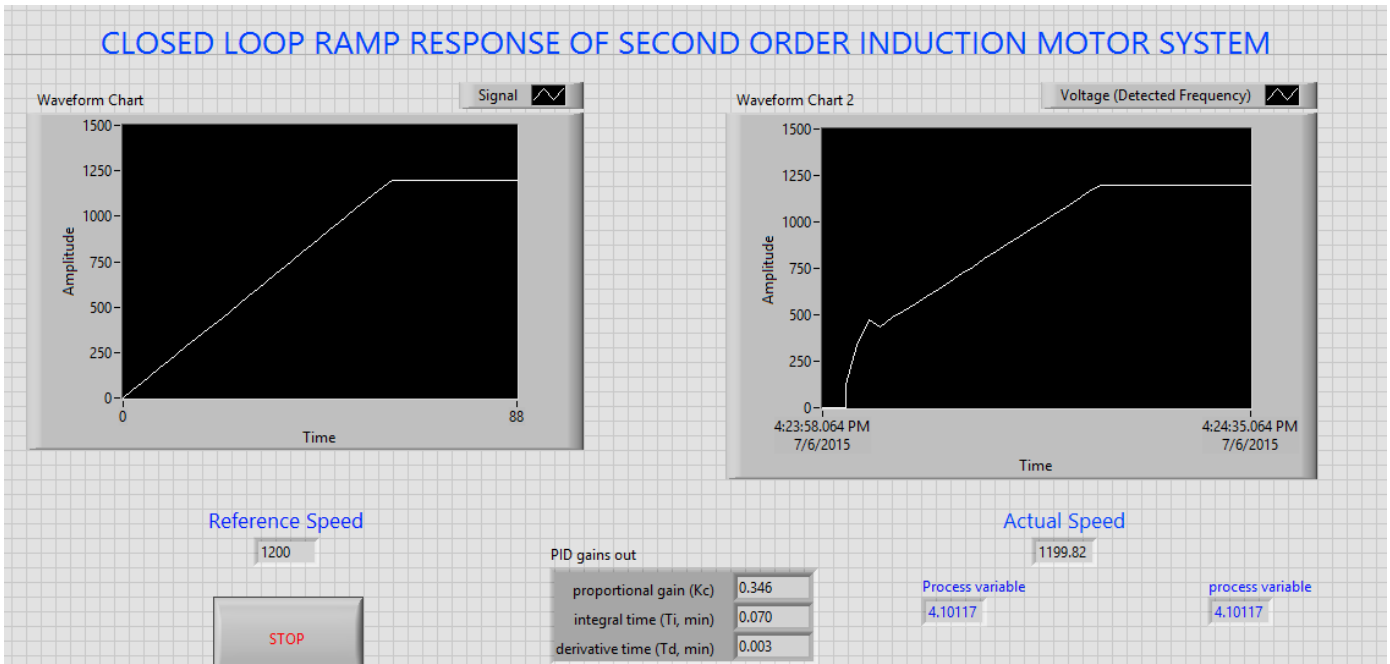 CLOSED LOOP RAMP RESPONSE OF SECOND ORDER INDUCTION MOTOR SYSTEM
Waveform Chart
Signal
1500
1250
1000
750
500
250
0
Amplitude
0
88
Time
Waveform Chart 2
Voltage (Detected Frequency)
1500
1250
1000
750
500
250
0
Amplitude
4:23:58.064 PM
7/6/2015
4:24:35.064 PM
7/6/2015
Time
Reference Speed
1200
STOP
PID gains out
proportional gain (Kc) 0.346
integral time (Ti, min) 0.070
derivative time (Td, min) 0.003
Actual Speed
1199.82
Process variable
4.10117
process variable
4.10117